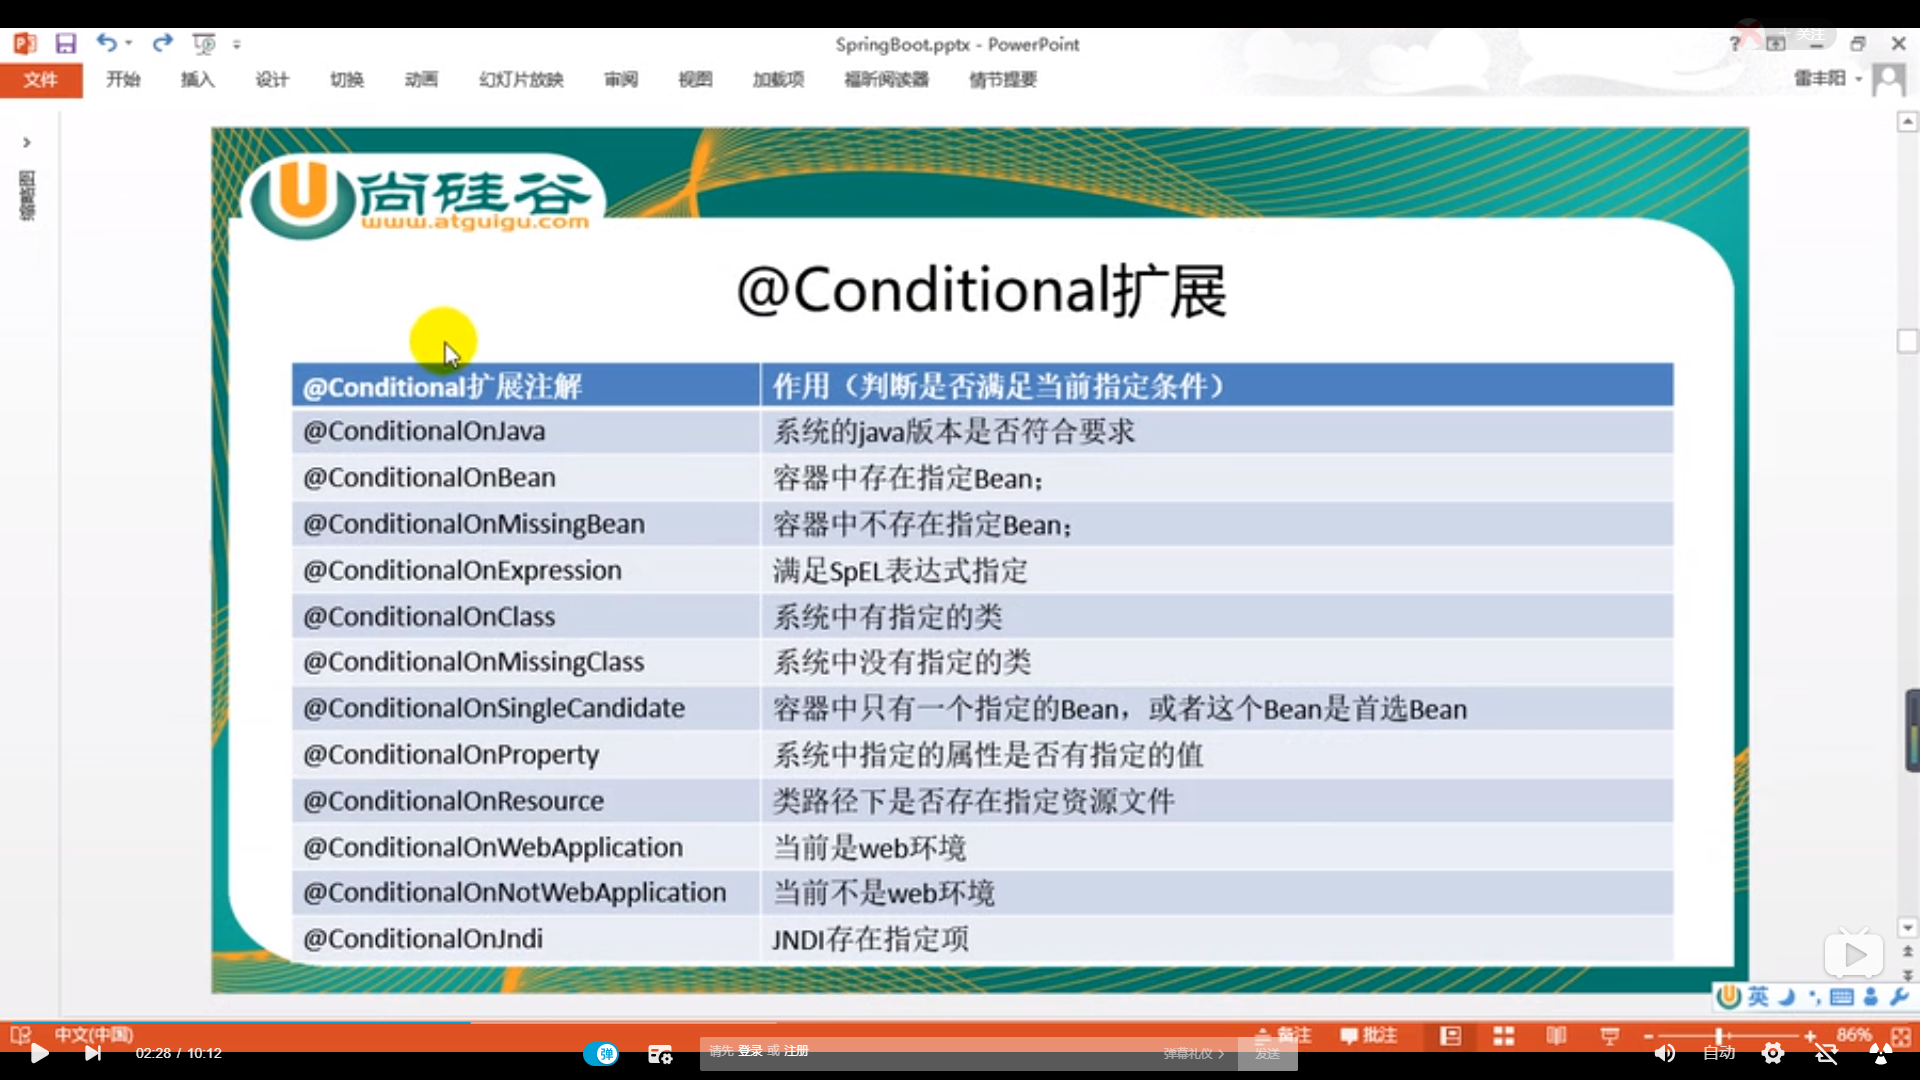 SpringBoot.pptx - PowerPoint
+ 关注
文件 开始 插入 设计 切换 动画 幻灯片放映 审阅 视图 加载项 福昕阅读器 情节提要
雷丰阳
缩略图
U尚硅谷
www.atguigu.com
@Conditional扩展
@Conditional扩展注解 作用（判断是否满足当前指定条件）
@ConditionalOnJava 系统的java版本是否符合要求
@ConditionalOnBean 容器中存在指定Bean；
@ConditionalOnMissingBean 容器中不存在指定Bean；
@ConditionalOnExpression 满足SpEL表达式指定
@ConditionalOnClass 系统中有指定的类
@ConditionalOnMissingClass 系统中没有指定的类
@ConditionalOnSingleCandidate 容器中只有一个指定的Bean，或者这个Bean是首选Bean
@ConditionalOnProperty 系统中指定的属性是否有指定的值
@ConditionalOnResource 类路径下是否存在指定资源文件
@ConditionalOnWebApplication 当前是web环境
@ConditionalOnNotWebApplication 当前不是web环境
@ConditionalOnJndi JNDI存在指定项
英
中文(中国) 备注 批注 86%
02:28 / 10:12 弹 请先 登录 或 注册 弹幕礼仪 发送 自动